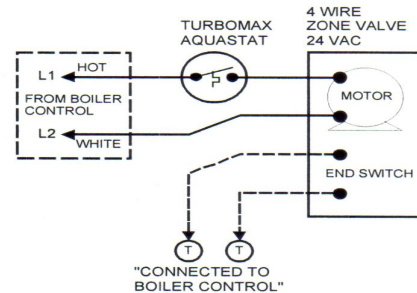 TURBOMAX
AQUASTAT
4 WIRE
ZONE VALVE
24 VAC
L1
HOT
FROM BOILER
CONTROL
L2
WHITE
MOTOR
END SWITCH
T
T
"CONNECTED TO
BOILER CONTROL"